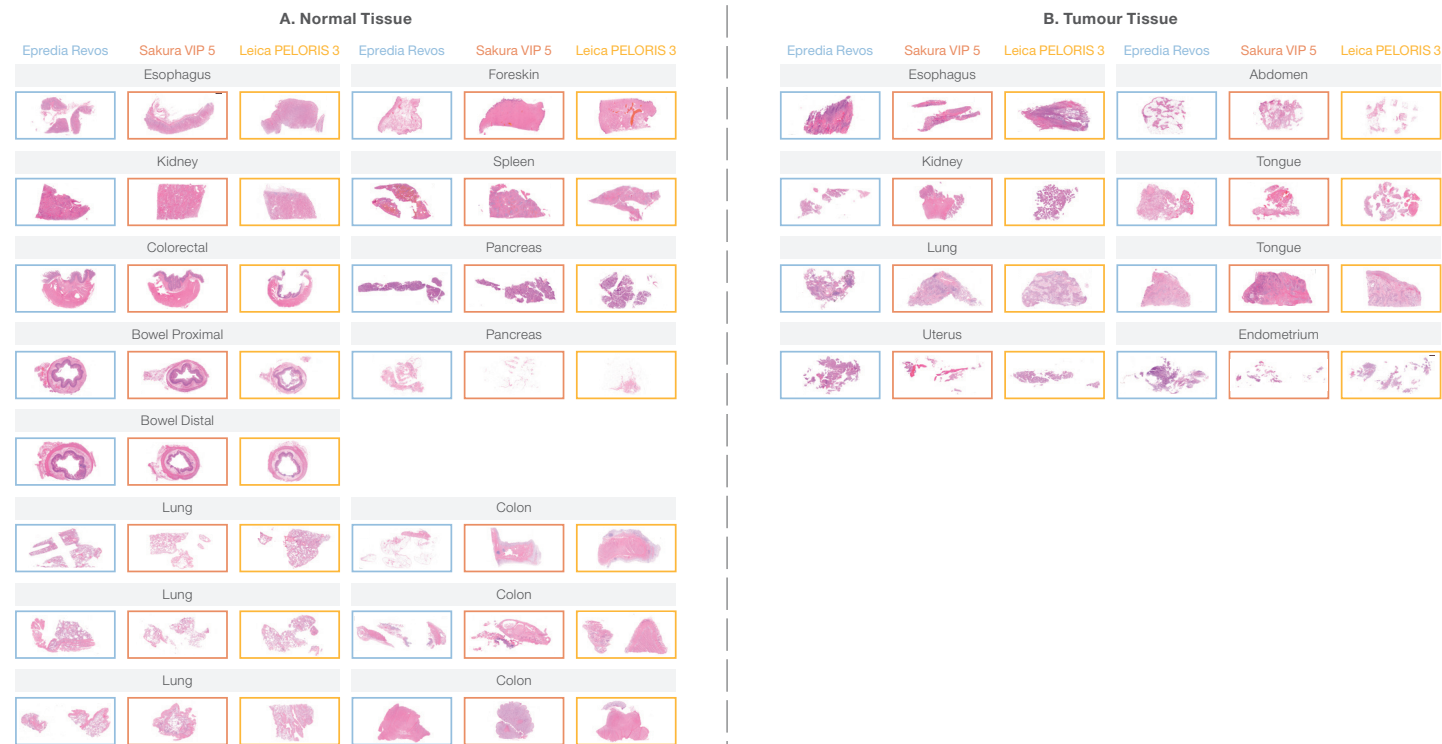 A. Normal Tissue
Epredia Revos Sakura VIP 5 Leica PELORIS 3 Epredia Revos Sakura VIP 5 Leica PELORIS 3
Esophagus Foreskin
Kidney Spleen
Colorectal Pancreas
Bowel Proximal Pancreas
Bowel Distal
Lung Colon
Lung Colon
Lung Colon
B. Tumour Tissue
Epredia Revos Sakura VIP 5 Leica PELORIS 3 Epredia Revos Sakura VIP 5 Leica PELORIS 3
Esophagus Abdomen
Kidney Tongue
Lung Tongue
Uterus Endometrium